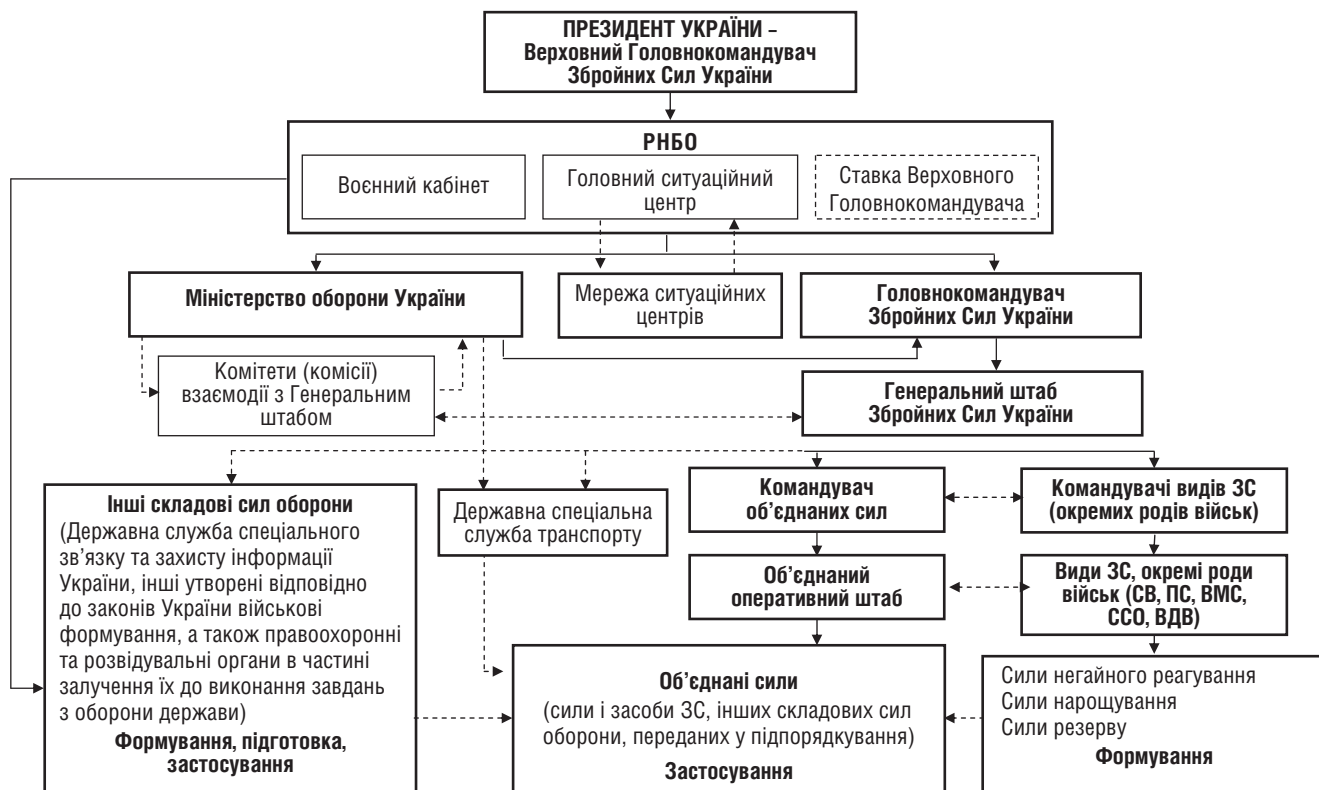 ПРЕЗИДЕНТ УКРАЇНИ –
Верховний Головнокомандувач
Збройних Сил України
РНБО
Воєнний кабінет
Головний ситуаційний
центр
Ставка Верховного
Головнокомандувача
Міністерство оборони України
Мережа ситуаційних
центрів
Головнокомандувач
Збройних Сил України
Комітети (комісії)
взаємодії з Генеральним
штабом
Генеральний штаб
Збройних Сил України
Інші складові сил оборони
(Державна служба спеціального
зв’язку та захисту інформації
України, інші утворені відповідно
до законів України військові
формування, а також правоохоронні
та розвідувальні органи в частині
залучення їх до виконання завдань
з оборони держави)
Формування, підготовка,
застосування
Державна спеціальна
служба транспорту
Командувач
об’єднаних сил
Командувачі видів ЗС
(окремих родів військ)
Об’єднаний
оперативний штаб
Види ЗС, окремі роди
військ (СВ, ПС, ВМС,
ССО, ВДВ)
Об’єднані сили
(сили і засоби ЗС, інших складових сил
оборони, переданих у підпорядкування)
Застосування
Сили негайного реагування
Сили нарощування
Сили резерву
Формування